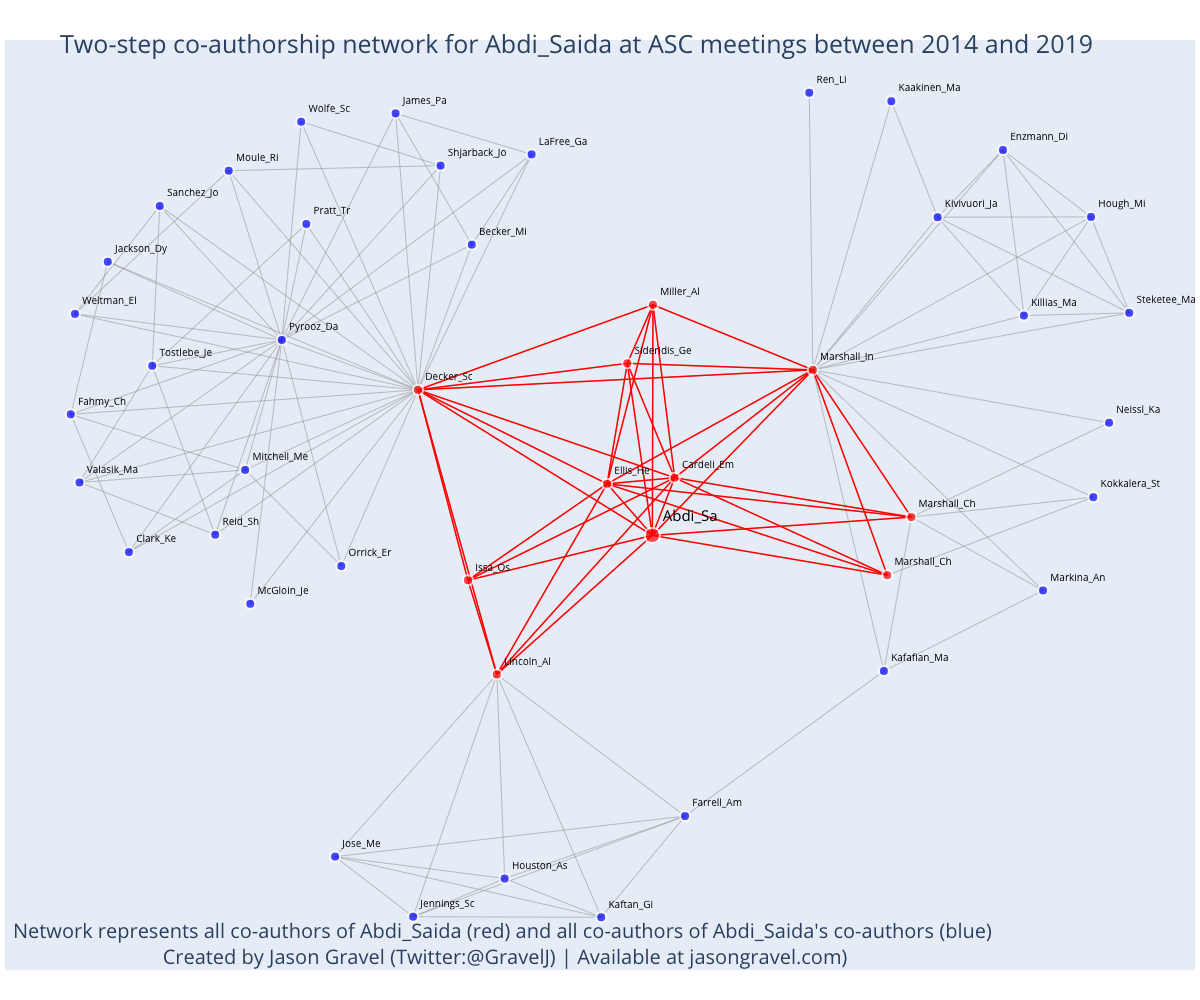 Two-step co-authorship network for Abdi_Saida at ASC meetings between 2014 and 2019
Ren_Li
Kaakinen_Ma
James_Pa
Wolfe_Sc
Enzmann_Di
LaFree_Ga
Shjarback_Jo
Moule_Ri
Sanchez_Jo
Kivivuori_Ja
Hough_Mi
Pratt_Tr
Becker_Mi
Jackson_Dy
Miller_Al
Weitman_El
Killias_Ma
Steketee_Ma
Pyrooz_Da
Sideridis_Ge
Tostlebe_Je
Marshall_In
Decker_Sc
Fahmy_Ch
Neissl_Ka
Mitchell_Me
Valasik_Ma
Ellis_He
Cardeli_Em
Kokkalera_St
Marshall_Ch
Abdi_Sa
Reid_Sh
Clark_Ke
Orrick_Er
Issa_Os
Marshall_Ch
Markina_An
McGloin_Je
Lincoln_Al
Kafafian_Ma
Farrell_Am
Jose_Me
Houston_As
Jennings_Sc
Kaftan_Gi
Network represents all co-authors of Abdi_Saida (red) and all co-authors of Abdi_Saida's co-authors (blue)
Created by Jason Gravel (Twitter:@GravelJ) | Available at jasongravel.com)